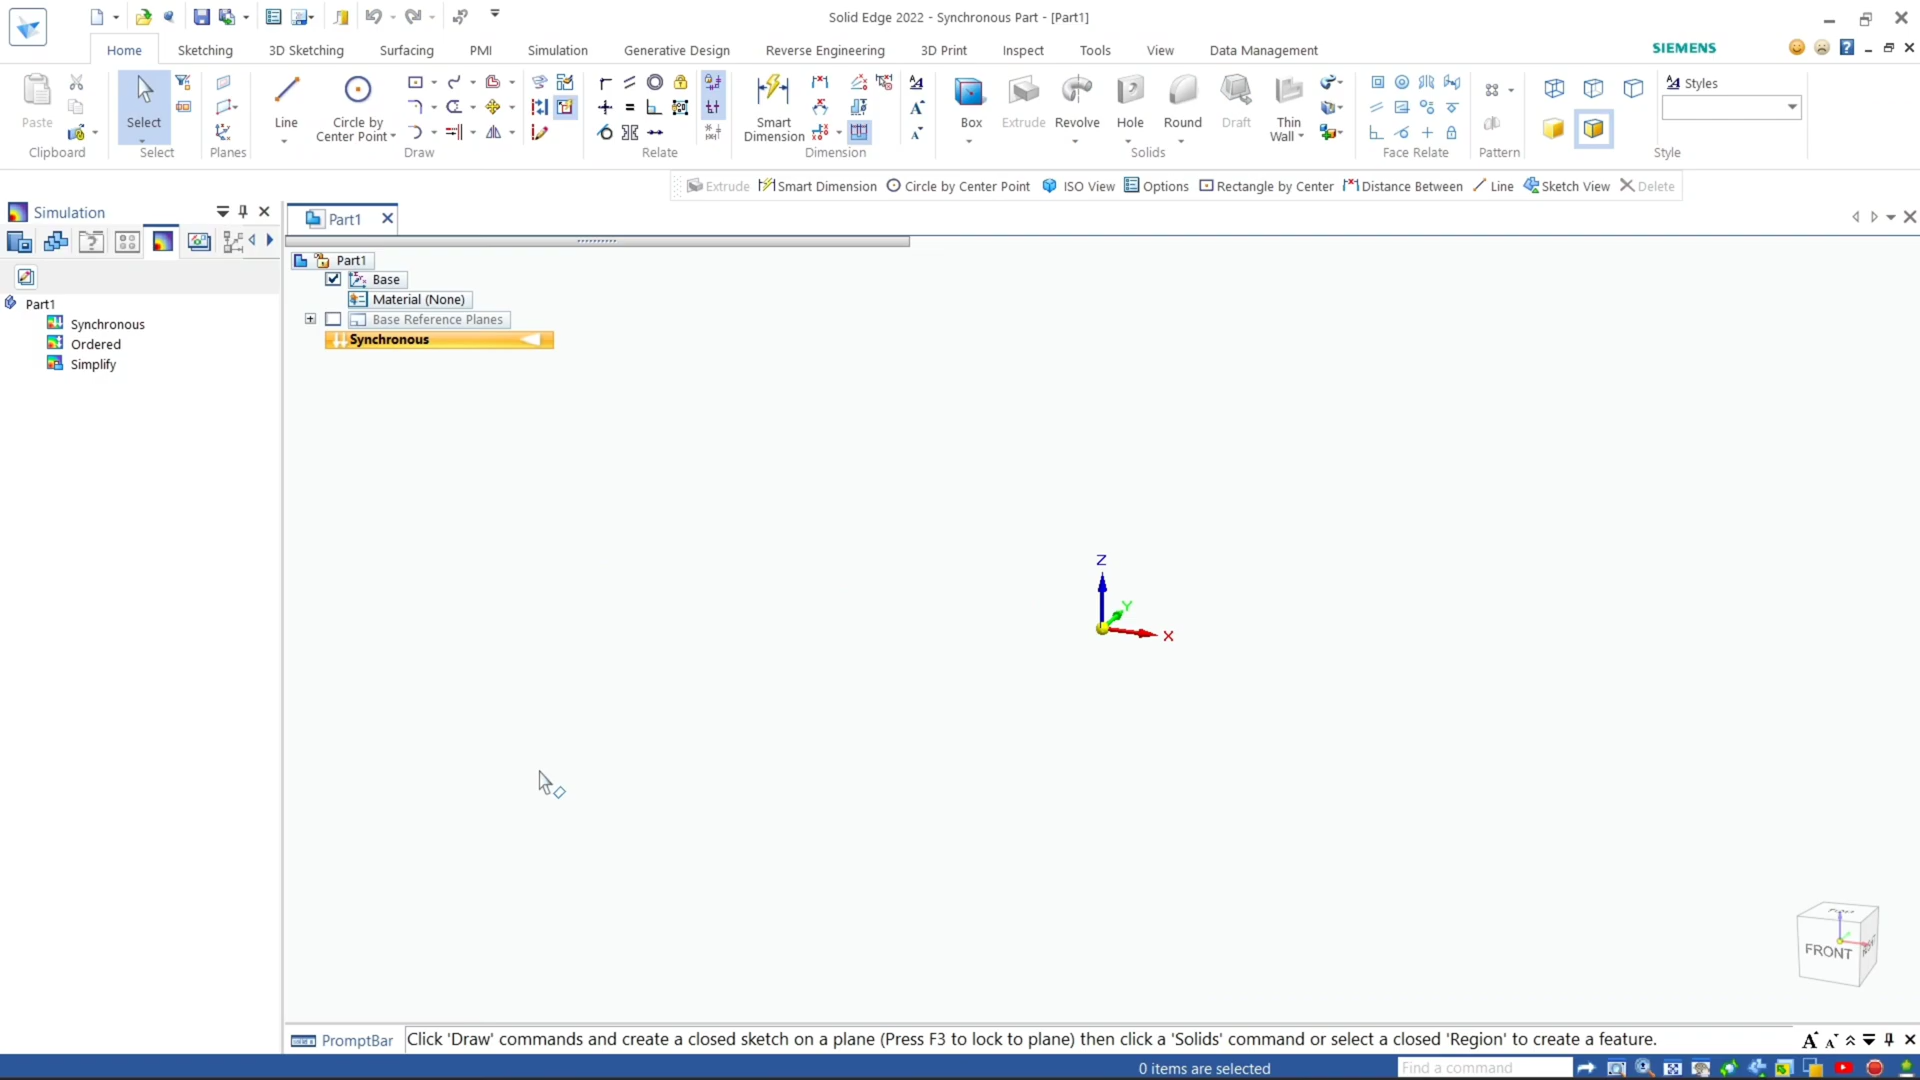 Solid Edge 2022 - Synchronous Part - [Part1]
Home Sketching 3D Sketching Surfacing PMI Simulation Generative Design Reverse Engineering 3D Print Inspect Tools View Data Management SIEMENS
Paste Select Line Circle by Center Point Smart Dimension Box Extrude Revolve Hole Round Draft Thin Wall Styles
Clipboard Select Planes Draw Relate Dimension Solids Face Relate Pattern Style
Extrude Smart Dimension Circle by Center Point ISO View Options Rectangle by Center Distance Between Line Sketch View Delete
Simulation
Part1
Part1
Base
Material (None)
Base Reference Planes
Synchronous
Part1
Synchronous
Ordered
Simplify
Z
Y
X
FRONT
PromptBar Click 'Draw' commands and create a closed sketch on a plane (Press F3 to lock to plane) then click a 'Solids' command or select a closed 'Region' to create a feature.
0 items are selected Find a command